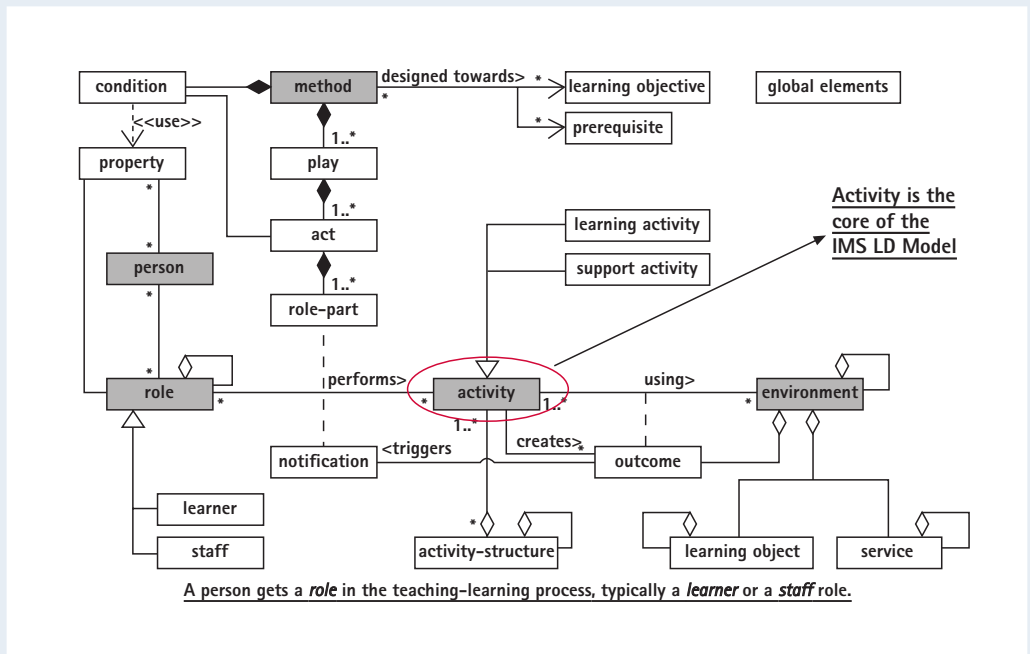 condition
method
designed towards>
*
*
learning objective
global elements
<<use>>
*
prerequisite
1..*
property
play
*
1..*
Activity is the
core of the
IMS LD Model
act
learning activity
*
person
support activity
*
1..*
role-part
*
role
*
performs>
*
activity
1..*
using>
*
environment
1..*
notification
<triggers
creates>
*
outcome
learner
*
staff
activity-structure
learning object
service
A person gets a role in the teaching-learning process, typically a learner or a staff role.